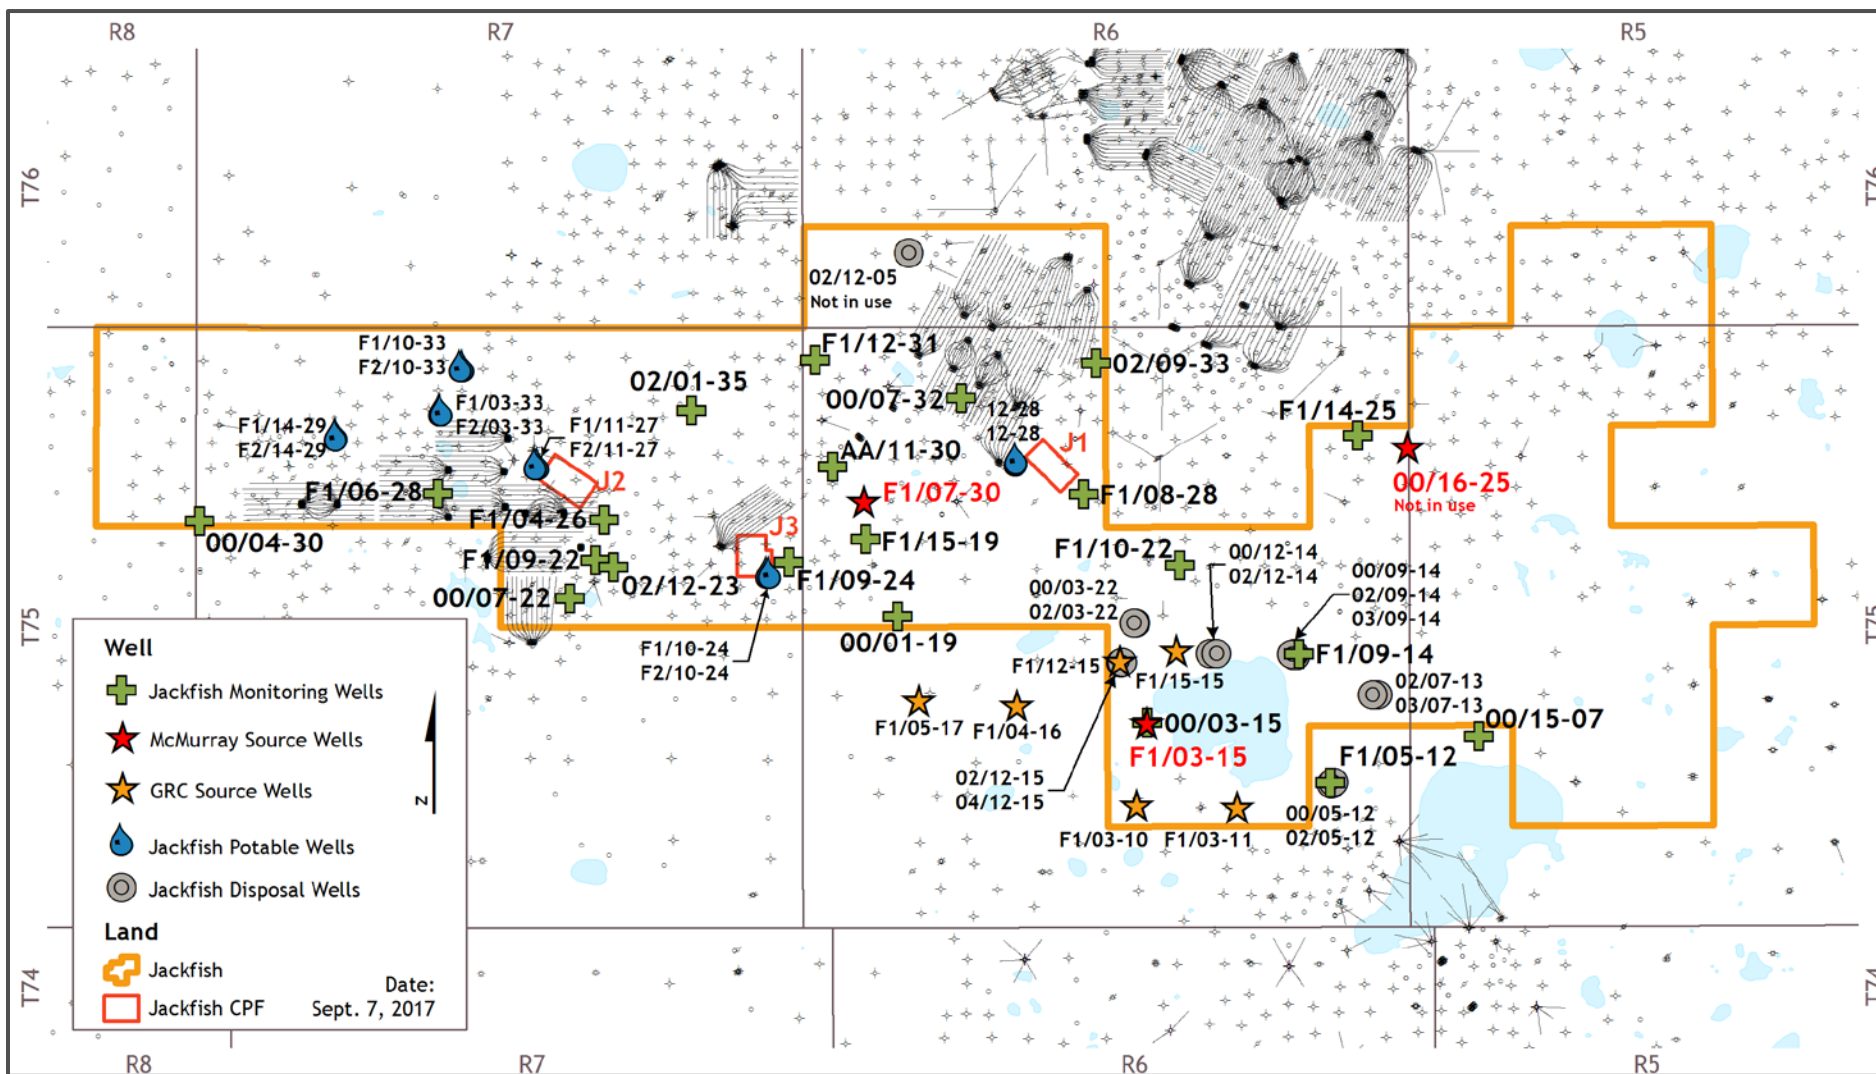 R8
R7
R6
R5
T76
T76
02/12-05
Not in use
F1/10-33
F2/10-33
F1/12-31
02/09-33
02/01-35
00/07-32
12-28
12-28
F1/14-25
F1/03-33
F2/03-33
F1/14-29
F2/14-29
F1/11-27
F2/11-27
AA/11-30
J1
J2
00/16-25
Not in use
F1/06-28
F1/07-30
F1/08-28
F1/04-26
J3
00/04-30
F1/15-19
F1/10-22
00/12-14
02/12-14
F1/09-22
02/12-23
F1/09-24
00/09-14
02/09-14
03/09-14
00/03-22
02/03-22
00/07-22
T75
T75
00/01-19
F1/10-24
F2/10-24
F1/12-15
F1/15-15
F1/09-14
02/07-13
03/07-13
F1/05-17
F1/04-16
00/03-15
F1/03-15
00/15-07
F1/05-12
02/12-15
04/12-15
00/05-12
02/05-12
F1/03-10
F1/03-11
Well
Jackfish Monitoring Wells
McMurray Source Wells
GRC Source Wells
Jackfish Potable Wells
Jackfish Disposal Wells
N
Land
Jackfish
Jackfish CPF
Date:
Sept. 7, 2017
T74
T74
R8
R7
R6
R5